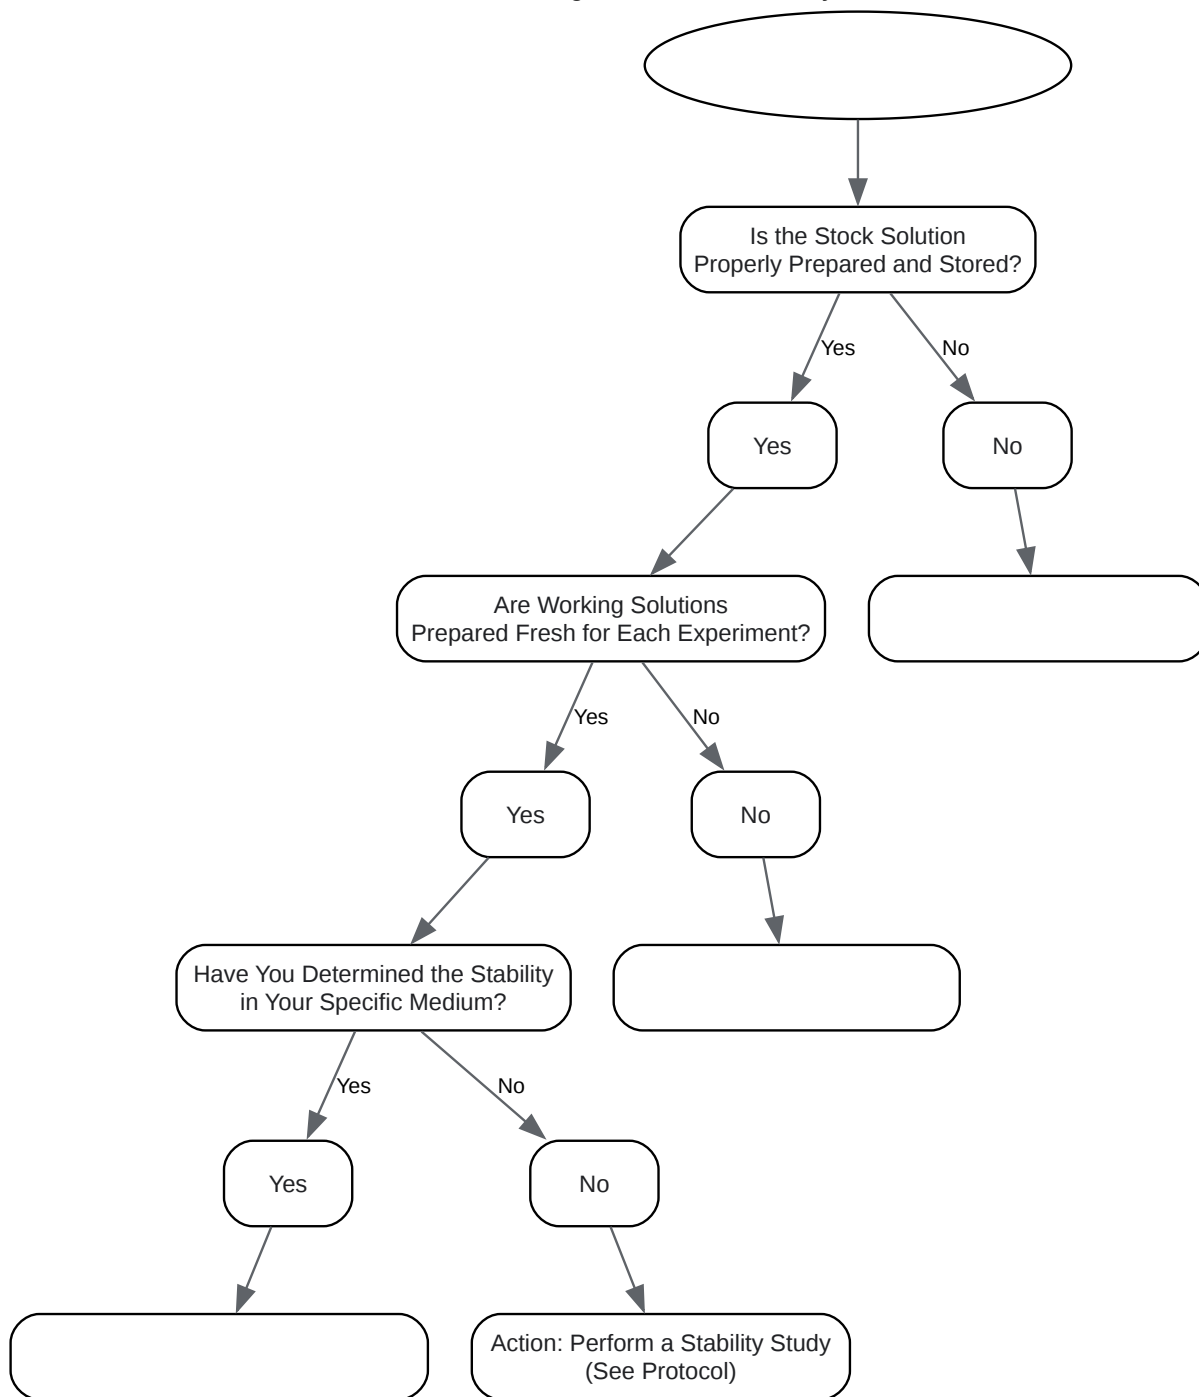 Is the Stock Solution
Properly Prepared and Stored?
Yes
No
Yes
No
Are Working Solutions
Prepared Fresh for Each Experiment?
Yes
No
Yes
No
Have You Determined the Stability
in Your Specific Medium?
Yes
No
Yes
No
Action: Perform a Stability Study
(See Protocol)